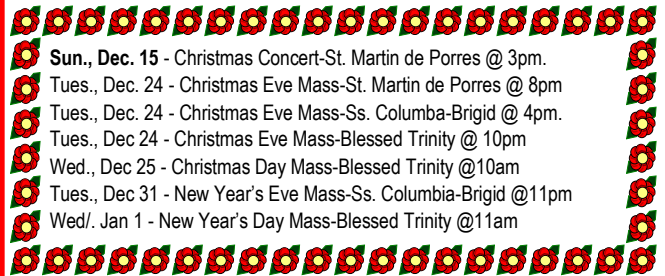 Sun., Dec. 15 - Christmas Concert-St. Martin de Porres @ 3pm.
Tues., Dec. 24 - Christmas Eve Mass-St. Martin de Porres @ 8pm
Tues., Dec. 24 - Christmas Eve Mass-Ss. Columba-Brigid @ 4pm.
Tues., Dec 24 - Christmas Eve Mass-Blessed Trinity @ 10pm
Wed., Dec 25 - Christmas Day Mass-Blessed Trinity @10am
Tues., Dec 31 - New Year's Eve Mass-Ss. Columbia-Brigid @11pm
Wed/. Jan 1 - New Year's Day Mass-Blessed Trinity @11am